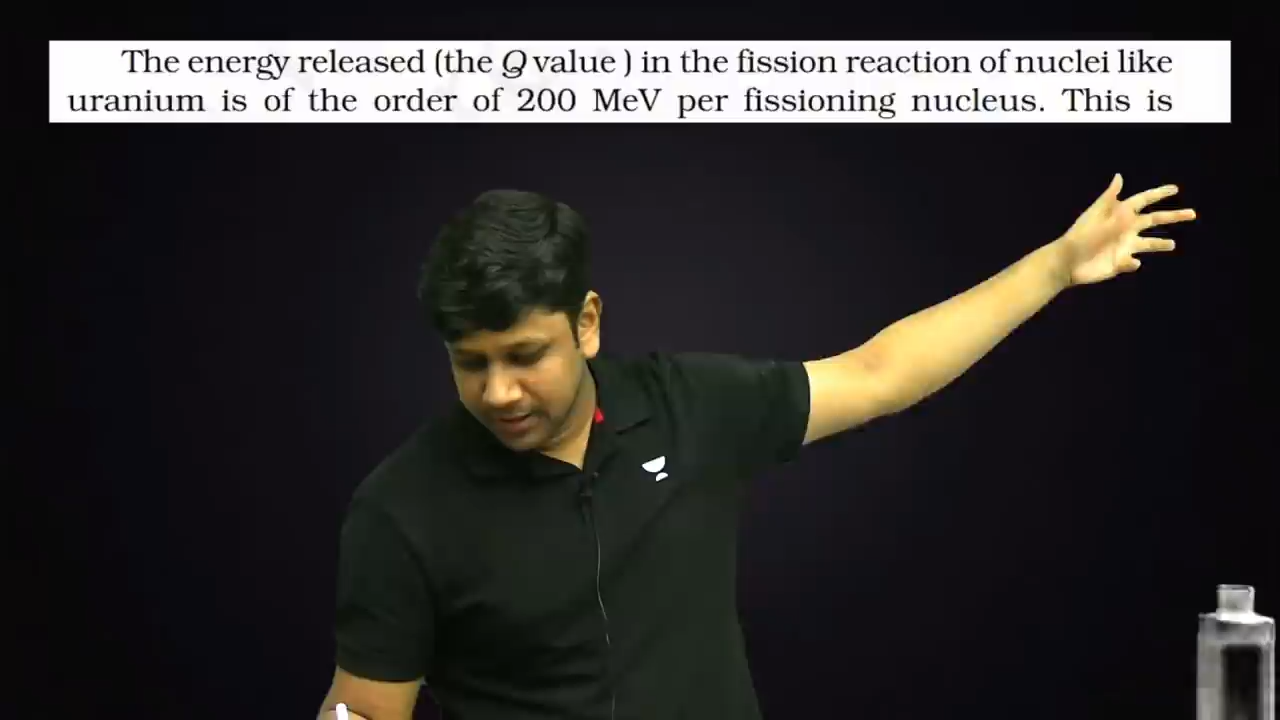 The energy released (the Q value ) in the fission reaction of nuclei like
uranium is of the order of 200 MeV per fissioning nucleus. This is